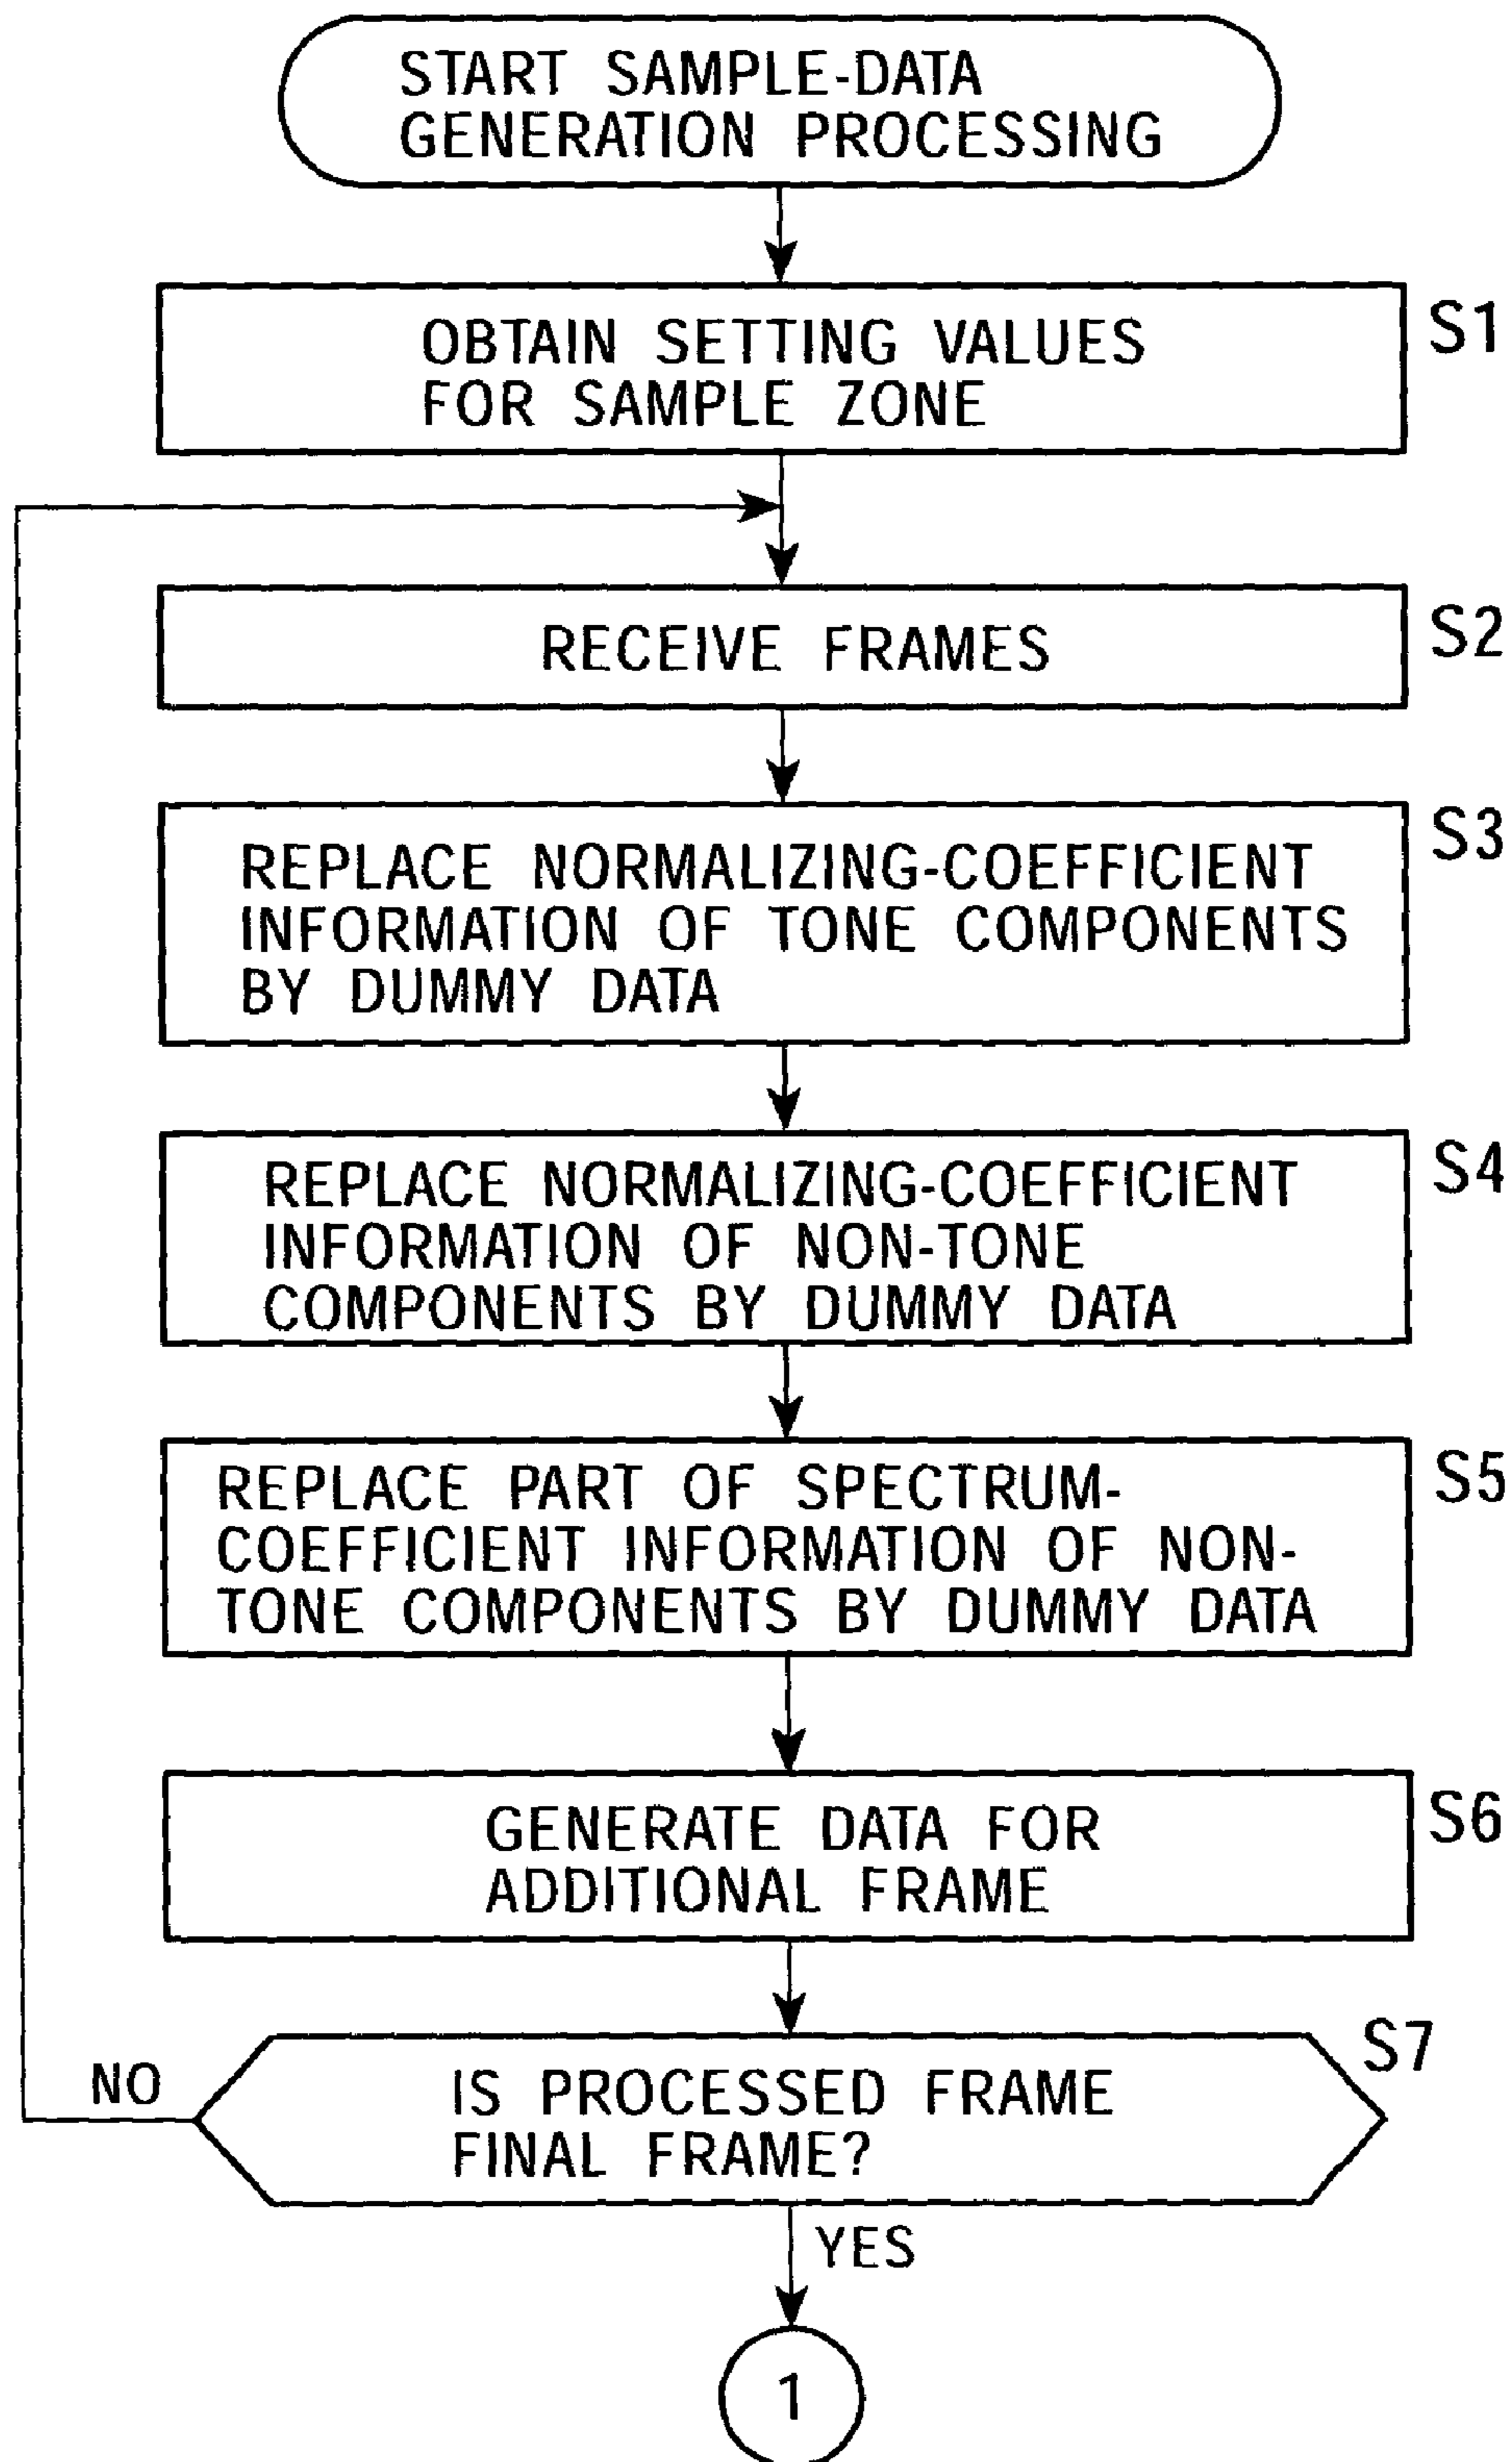 START SAMPLE-DATA
GENERATION PROCESSING
OBTAIN SETTING VALUES
FOR SAMPLE ZONE
S1
RECEIVE FRAMES
S2
REPLACE NORMALIZING-COEFFICIENT
INFORMATION OF TONE COMPONENTS
BY DUMMY DATA
S3
REPLACE NORMALIZING-COEFFICIENT
INFORMATION OF NON-TONE
COMPONENTS BY DUMMY DATA
S4
REPLACE PART OF SPECTRUM-
COEFFICIENT INFORMATION OF NON-
TONE COMPONENTS BY DUMMY DATA
S5
GENERATE DATA FOR
ADDITIONAL FRAME
S6
IS PROCESSED FRAME
FINAL FRAME?
S7
NO
YES
1